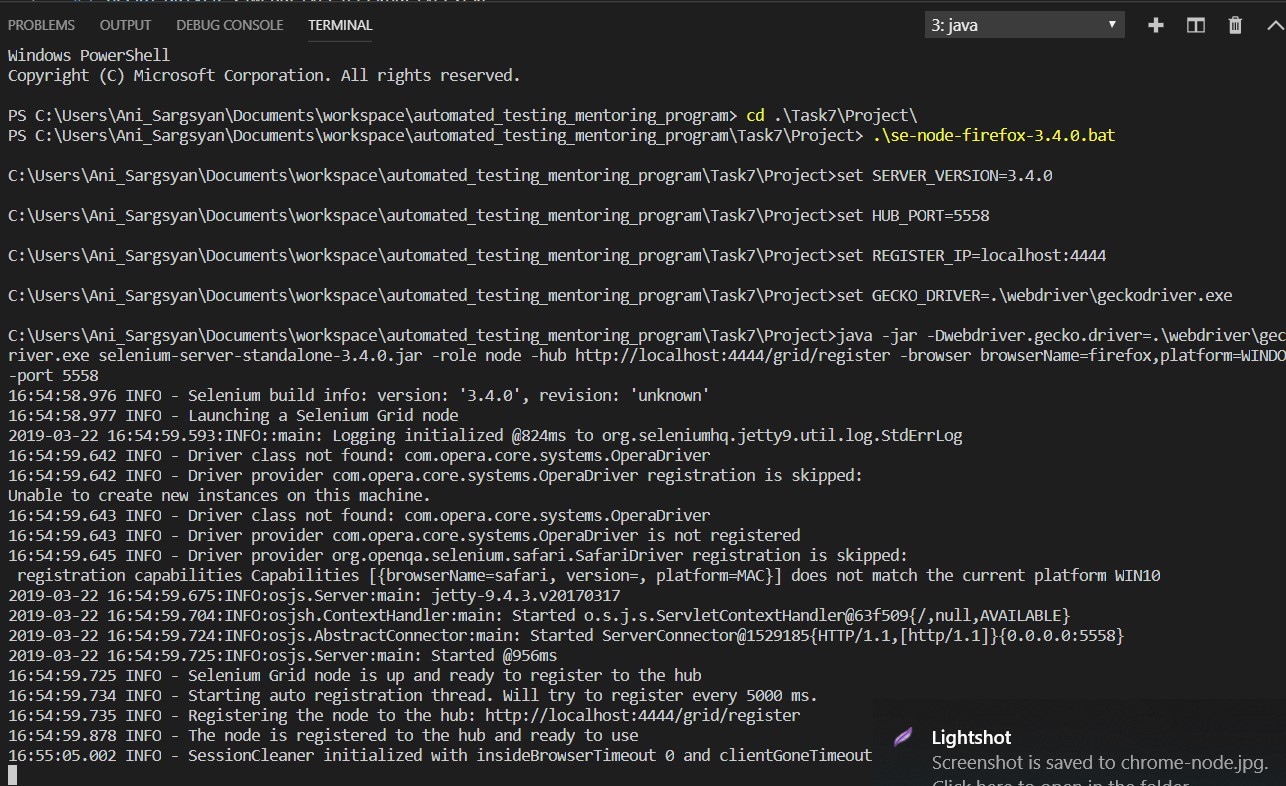 PROBLEMS OUTPUT DEBUG CONSOLE TERMINAL 3: java
Windows PowerShell
Copyright (C) Microsoft Corporation. All rights reserved.
PS C:\Users\Ani_Sargsyan\Documents\workspace\automated_testing_mentoring_program> cd .\Task7\Project\
PS C:\Users\Ani_Sargsyan\Documents\workspace\automated_testing_mentoring_program\Task7\Project> .\se-node-firefox-3.4.0.bat
C:\Users\Ani_Sargsyan\Documents\workspace\automated_testing_mentoring_program\Task7\Project>set SERVER_VERSION=3.4.0
C:\Users\Ani_Sargsyan\Documents\workspace\automated_testing_mentoring_program\Task7\Project>set HUB_PORT=5558
C:\Users\Ani_Sargsyan\Documents\workspace\automated_testing_mentoring_program\Task7\Project>set REGISTER_IP=localhost:4444
C:\Users\Ani_Sargsyan\Documents\workspace\automated_testing_mentoring_program\Task7\Project>set GECKO_DRIVER=.\webdriver\geckodriver.exe
C:\Users\Ani_Sargsyan\Documents\workspace\automated_testing_mentoring_program\Task7\Project>java -jar -Dwebdriver.gecko.driver=.\webdriver\gec
river.exe selenium-server-standalone-3.4.0.jar -role node -hub http://localhost:4444/grid/register -browser browserName=firefox,platform=WINDO
-port 5558
16:54:58.976 INFO - Selenium build info: version: '3.4.0', revision: 'unknown'
16:54:58.977 INFO - Launching a Selenium Grid node
2019-03-22 16:54:59.593:INFO::main: Logging initialized @824ms to org.seleniumhq.jetty9.util.log.StdErrLog
16:54:59.642 INFO - Driver class not found: com.opera.core.systems.OperaDriver
16:54:59.642 INFO - Driver provider com.opera.core.systems.OperaDriver registration is skipped:
Unable to create new instances on this machine.
16:54:59.643 INFO - Driver class not found: com.opera.core.systems.OperaDriver
16:54:59.643 INFO - Driver provider com.opera.core.systems.OperaDriver is not registered
16:54:59.645 INFO - Driver provider org.openqa.selenium.safari.SafariDriver registration is skipped:
registration capabilities Capabilities [{browserName=safari, version=, platform=MAC}] does not match the current platform WIN10
2019-03-22 16:54:59.675:INFO:osjs.Server:main: jetty-9.4.3.v20170317
2019-03-22 16:54:59.704:INFO:osjsh.ContextHandler:main: Started o.s.j.s.ServletContextHandler@63f509{/,null,AVAILABLE}
2019-03-22 16:54:59.724:INFO:osjs.AbstractConnector:main: Started ServerConnector@1529185{HTTP/1.1,[http/1.1]}{0.0.0.0:5558}
2019-03-22 16:54:59.725:INFO:osjs.Server:main: Started @956ms
16:54:59.725 INFO - Selenium Grid node is up and ready to register to the hub
16:54:59.734 INFO - Starting auto registration thread. Will try to register every 5000 ms.
16:54:59.735 INFO - Registering the node to the hub: http://localhost:4444/grid/register
16:54:59.878 INFO - The node is registered to the hub and ready to use
16:55:05.002 INFO - SessionCleaner initialized with insideBrowserTimeout 0 and clientGoneTimeout
Lightshot
Screenshot is saved to chrome-node.jpg.
Click here to open in the folder